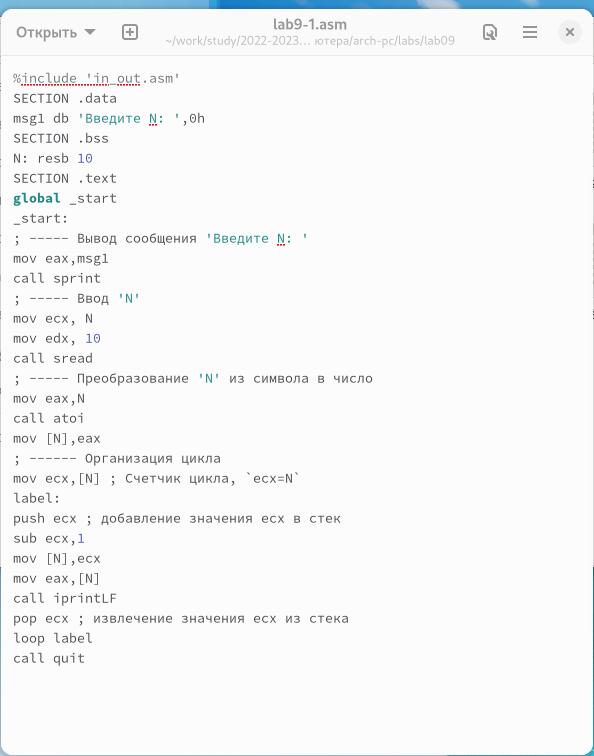 Открыть
lab9-1.asm
~/work/study/2022-2023... ютера/arch-pc/labs/lab09
%include 'in_out.asm'
SECTION .data
msg1 db 'Введите N: ',0h
SECTION .bss
N: resb 10
SECTION .text
global _start
_start:
; ----- Вывод сообщения 'Введите N: '
mov eax,msg1
call sprint
; ----- Ввод 'N'
mov ecx, N
mov edx, 10
call sread
; ----- Преобразование 'N' из символа в число
mov eax,N
call atoi
mov [N],eax
; ------ Организация цикла
mov ecx,[N] ; Счетчик цикла, `ecx=N`
label:
push ecx ; добавление значения ecx в стек
sub ecx,1
mov [N],ecx
mov eax,[N]
call iprintLF
pop ecx ; извлечение значения ecx из стека
loop label
call quit